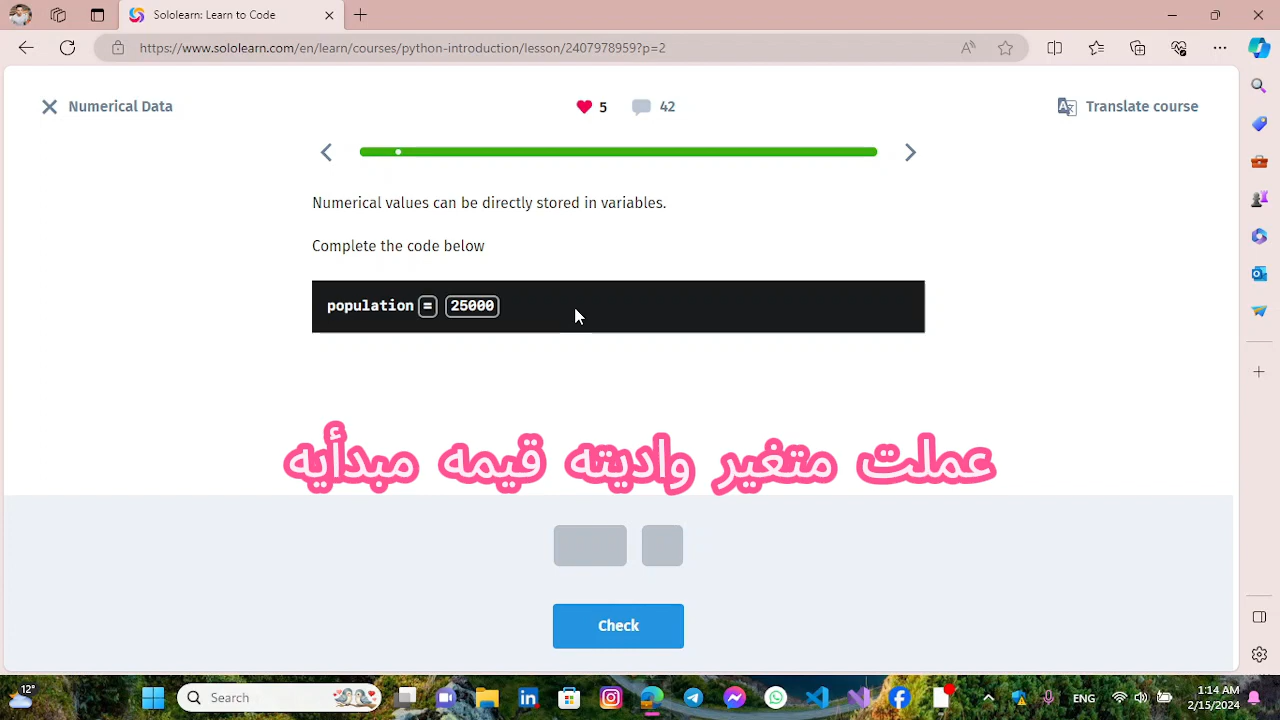 Sololearn: Learn to Code
https://www.sololearn.com/en/learn/courses/python-introduction/lesson/2407978959?p=2
Numerical Data
5
42
Translate course
Numerical values can be directly stored in variables.
Complete the code below
population = 25000
عملت متغير واديته قيمه مبدأيه
Check
12°
Search
ENG
1:14 AM
2/15/2024